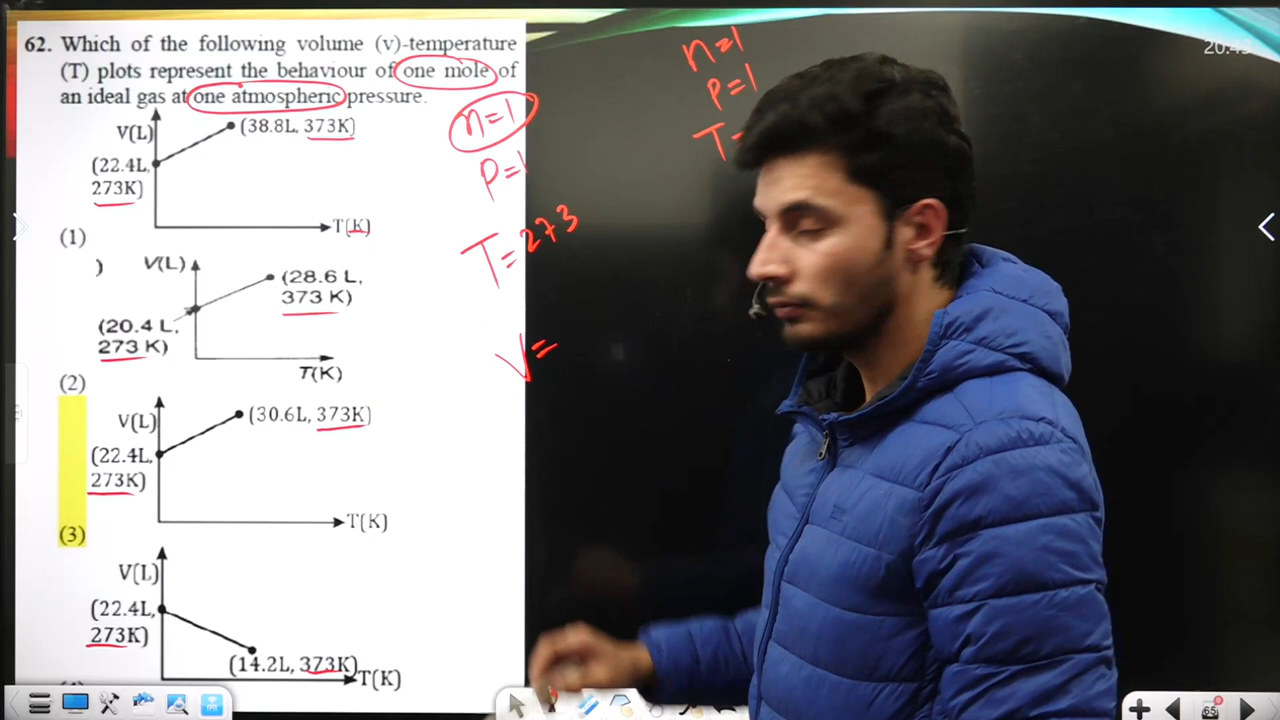 62. Which of the following volume (v)-temperature
(T) plots represent the behaviour of one mole of
an ideal gas at one atmospheric pressure.
V(L)
(38.8L, 373K)
(22.4L,
273K)
T(K)
(1)
)
V(L)
(28.6 L,
373 K)
(20.4 L,
273 K)
T(K)
(2)
V(L)
(30.6L, 373K)
(22.4L,
273K)
T(K)
(3)
V(L)
(22.4L,
273K)
(14.2L, 373K)
T(K)
n=1
P=1
T=273
V=
n=1
P=1
T=
65